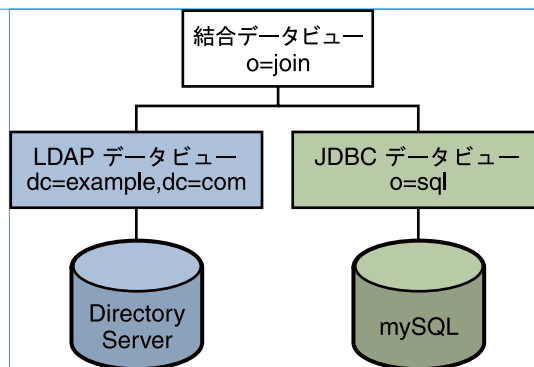 結合データビュー
o=join
LDAP データビュー
dc=example,dc=com
JDBC データビュー
o=sql
Directory
Server
mySQL